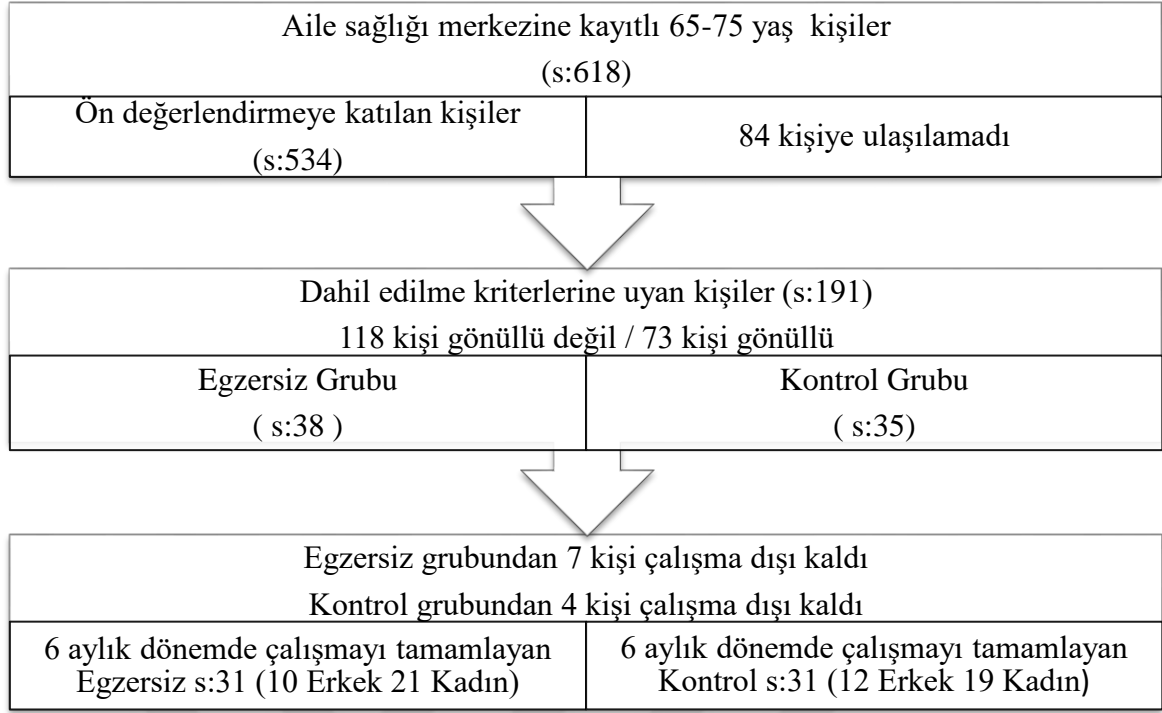 Aile sağlığı merkezine kayıtlı 65-75 yaş  kişiler
(s:618)
Ön değerlendirmeye katılan kişiler
(s:534)
84 kişiye ulaşılamadı
Dahil edilme kriterlerine uyan kişiler (s:191)
118 kişi gönüllü değil / 73 kişi gönüllü
Egzersiz Grubu
( s:38 )
Kontrol Grubu
( s:35)
Egzersiz grubundan 7 kişi çalışma dışı kaldı
Kontrol grubundan 4 kişi çalışma dışı kaldı
6 aylık dönemde çalışmayı tamamlayan
Egzersiz s:31 (10 Erkek 21 Kadın)
6 aylık dönemde çalışmayı tamamlayan
Kontrol s:31 (12 Erkek 19 Kadın)